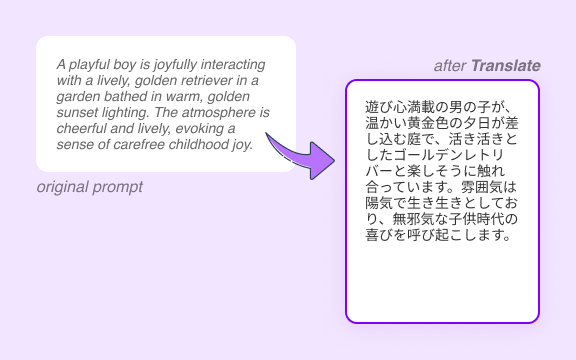 A playful boy is joyfully interacting
with a lively, golden retriever in a
garden bathed in warm, golden
sunset lighting. The atmosphere is
cheerful and lively, evoking a
sense of carefree childhood joy.
original prompt
after Translate
遊び心満載の男の子が、
温かい黄金色の夕日が差
し込む庭で、活き活きと
したゴールデンレトリ
バーと楽しそうに触れ
合っています。雰囲気は
陽気で生き生きとしてお
り、無邪気な子供時代の
喜びを呼び起こします。